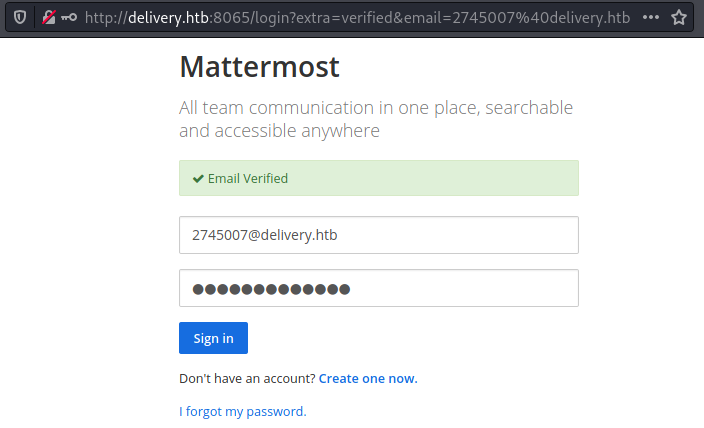 http://delivery.htb:8065/login?extra=verified&email=2745007%40delivery.htb
Mattermost
All team communication in one place, searchable
and accessible anywhere
✔ Email Verified
2745007@delivery.htb
●●●●●●●●●●●●●
Sign in
Don't have an account? Create one now.
I forgot my password.